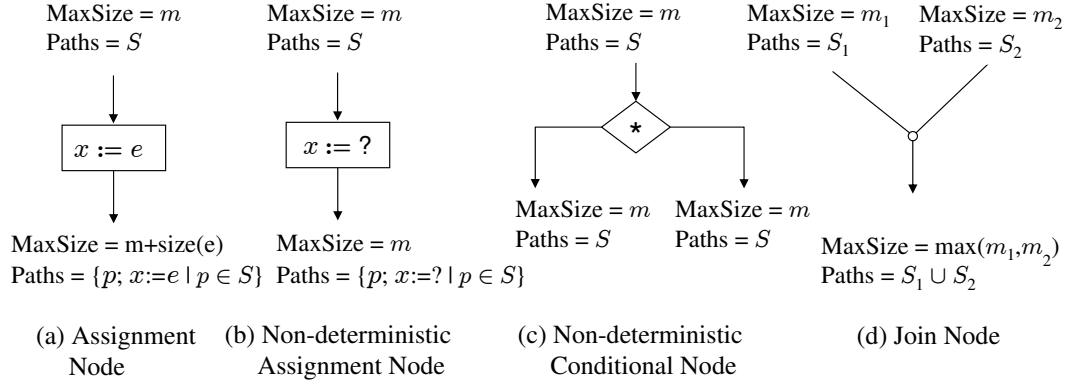 MaxSize = m
Paths = S
x := e
MaxSize = m+size(e)
Paths = {p; x:=e | p ∈ S}
(a) Assignment
Node
MaxSize = m
Paths = S
x := ?
MaxSize = m
Paths = {p; x:=? | p ∈ S}
(b) Non-deterministic
Assignment Node
MaxSize = m
Paths = S
*
MaxSize = m
Paths = S
MaxSize = m
Paths = S
(c) Non-deterministic
Conditional Node
MaxSize = m₁
Paths = S₁
MaxSize = m₂
Paths = S₂
MaxSize = max(m₁,m₂)
Paths = S₁ ∪ S₂
(d) Join Node